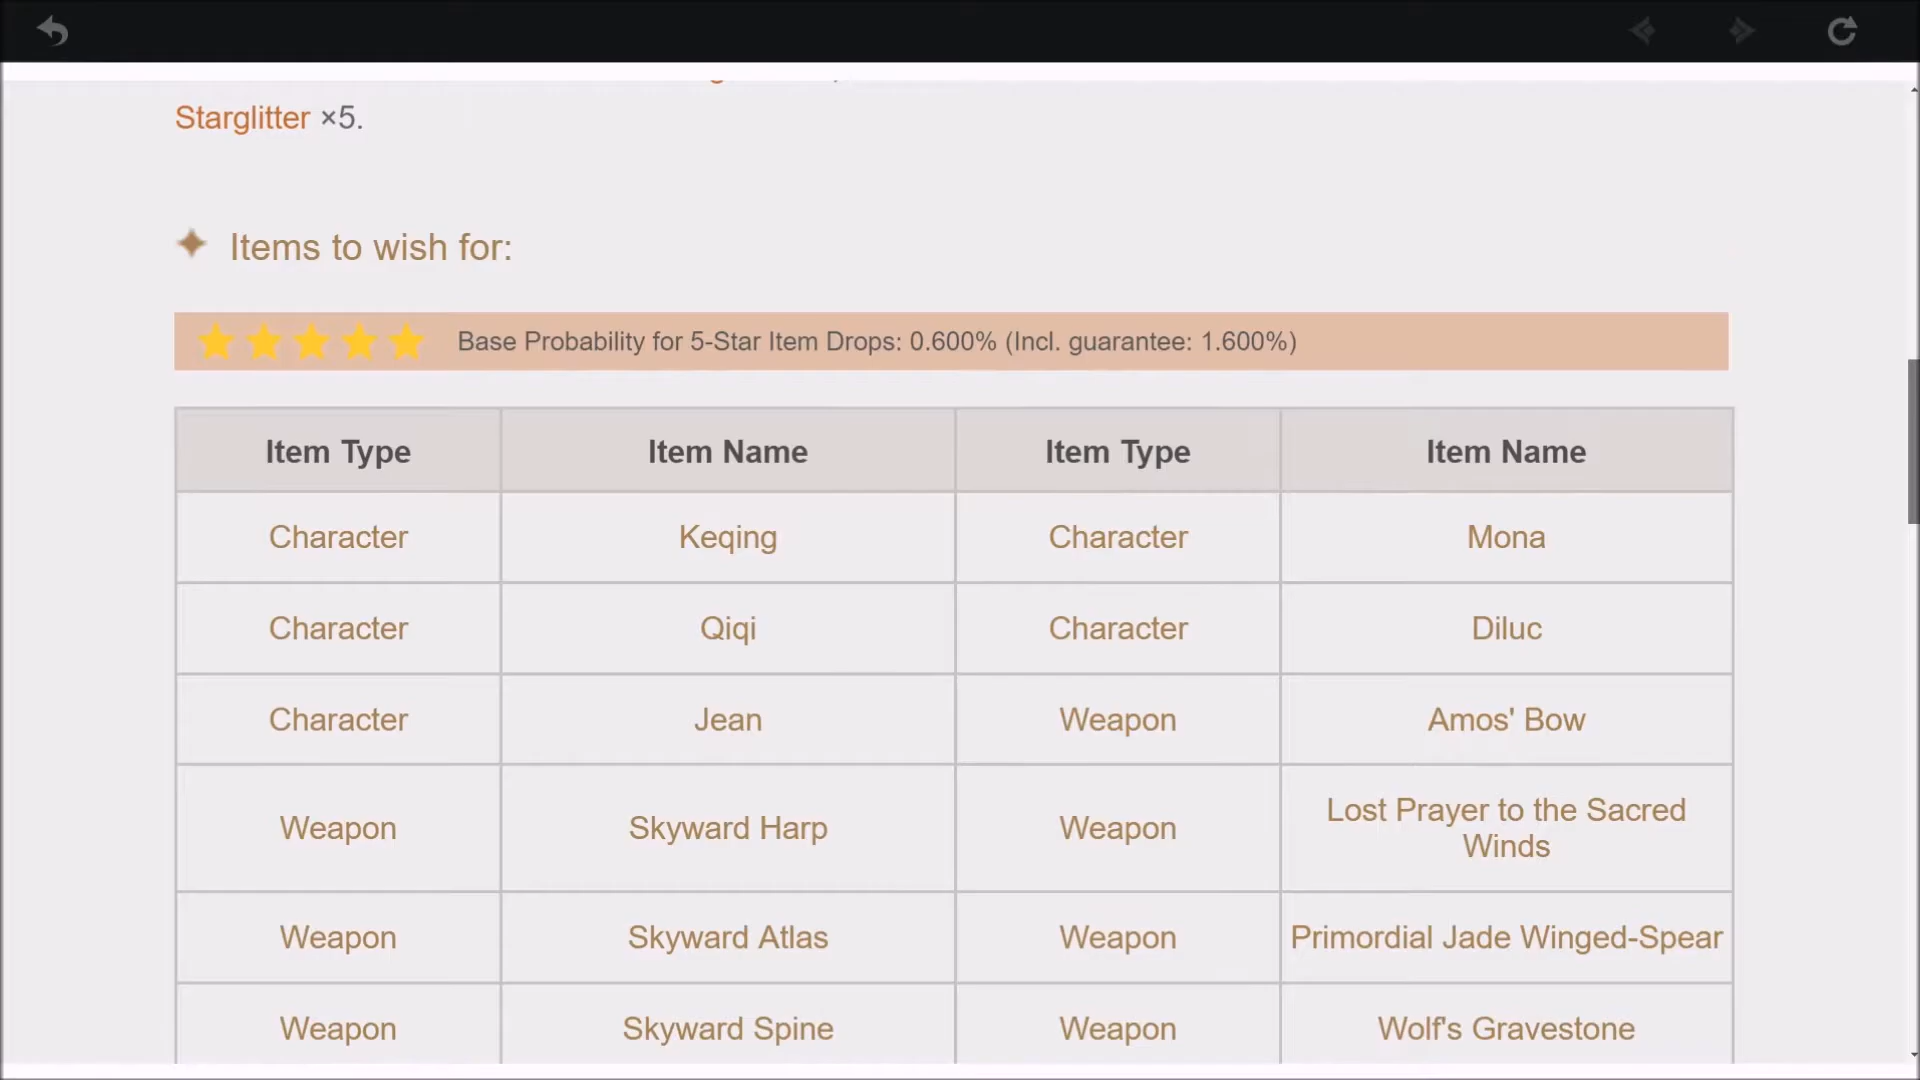 Starglitter ×5.
Items to wish for:
Base Probability for 5-Star Item Drops: 0.600% (Incl. guarantee: 1.600%)
Item Type Item Name Item Type Item Name
Character Keqing Character Mona
Character Qiqi Character Diluc
Character Jean Weapon Amos' Bow
Weapon Skyward Harp Weapon Lost Prayer to the Sacred
Winds
Weapon Skyward Atlas Weapon Primordial Jade Winged-Spear
Weapon Skyward Spine Weapon Wolf's Gravestone